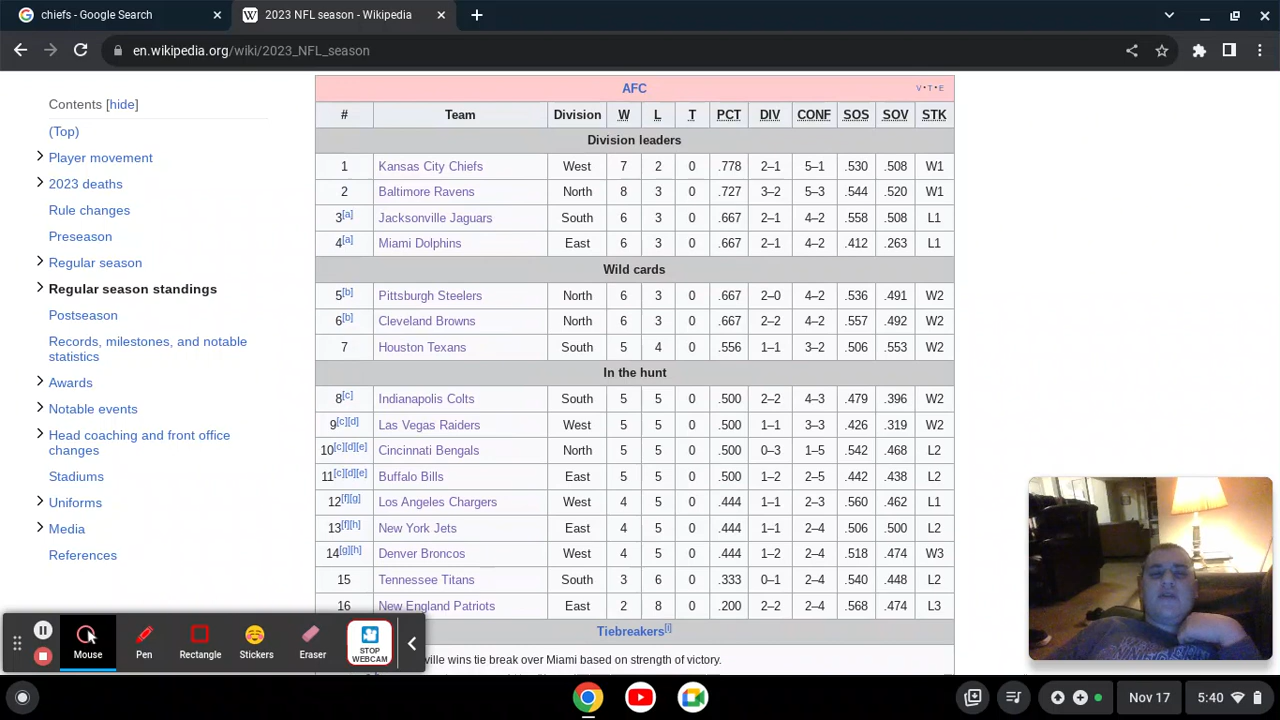 chiefs - Google Search × 2023 NFL season - Wikipedia × +
en.wikipedia.org/wiki/2023_NFL_season
Contents [hide]
(Top)
Player movement
2023 deaths
Rule changes
Preseason
Regular season
Regular season standings
Postseason
Records, milestones, and notable
statistics
Awards
Notable events
Head coaching and front office
changes
Stadiums
Uniforms
Media
References
AFC V·T·E
# Team Division W L T PCT DIV CONF SOS SOV STK
Division leaders
1 Kansas City Chiefs West 7 2 0 .778 2–1 5–1 .530 .508 W1
2 Baltimore Ravens North 8 3 0 .727 3–2 5–3 .544 .520 W1
3[a] Jacksonville Jaguars South 6 3 0 .667 2–1 4–2 .558 .508 L1
4[a] Miami Dolphins East 6 3 0 .667 2–1 4–2 .412 .263 L1
Wild cards
5[b] Pittsburgh Steelers North 6 3 0 .667 2–0 4–2 .536 .491 W2
6[b] Cleveland Browns North 6 3 0 .667 2–2 4–2 .557 .492 W2
7 Houston Texans South 5 4 0 .556 1–1 3–2 .506 .553 W2
In the hunt
8[c] Indianapolis Colts South 5 5 0 .500 2–2 4–3 .479 .396 W2
9[c][d] Las Vegas Raiders West 5 5 0 .500 1–1 3–3 .426 .319 W2
10[c][d][e] Cincinnati Bengals North 5 5 0 .500 0–3 1–5 .542 .468 L2
11[c][d][e] Buffalo Bills East 5 5 0 .500 1–2 2–5 .442 .438 L2
12[f][g] Los Angeles Chargers West 4 5 0 .444 1–1 2–3 .560 .462 L1
13[f][h] New York Jets East 4 5 0 .444 1–1 2–4 .506 .500 L2
14[g][h] Denver Broncos West 4 5 0 .444 1–2 2–4 .518 .474 W3
15 Tennessee Titans South 3 6 0 .333 0–1 2–4 .540 .448 L2
16 New England Patriots East 2 8 0 .200 2–2 2–4 .568 .474 L3
Tiebreakers[i]
ville wins tie break over Miami based on strength of victory.
Mouse Pen Rectangle Stickers Eraser STOP
WEBCAM
Nov 17 5:40